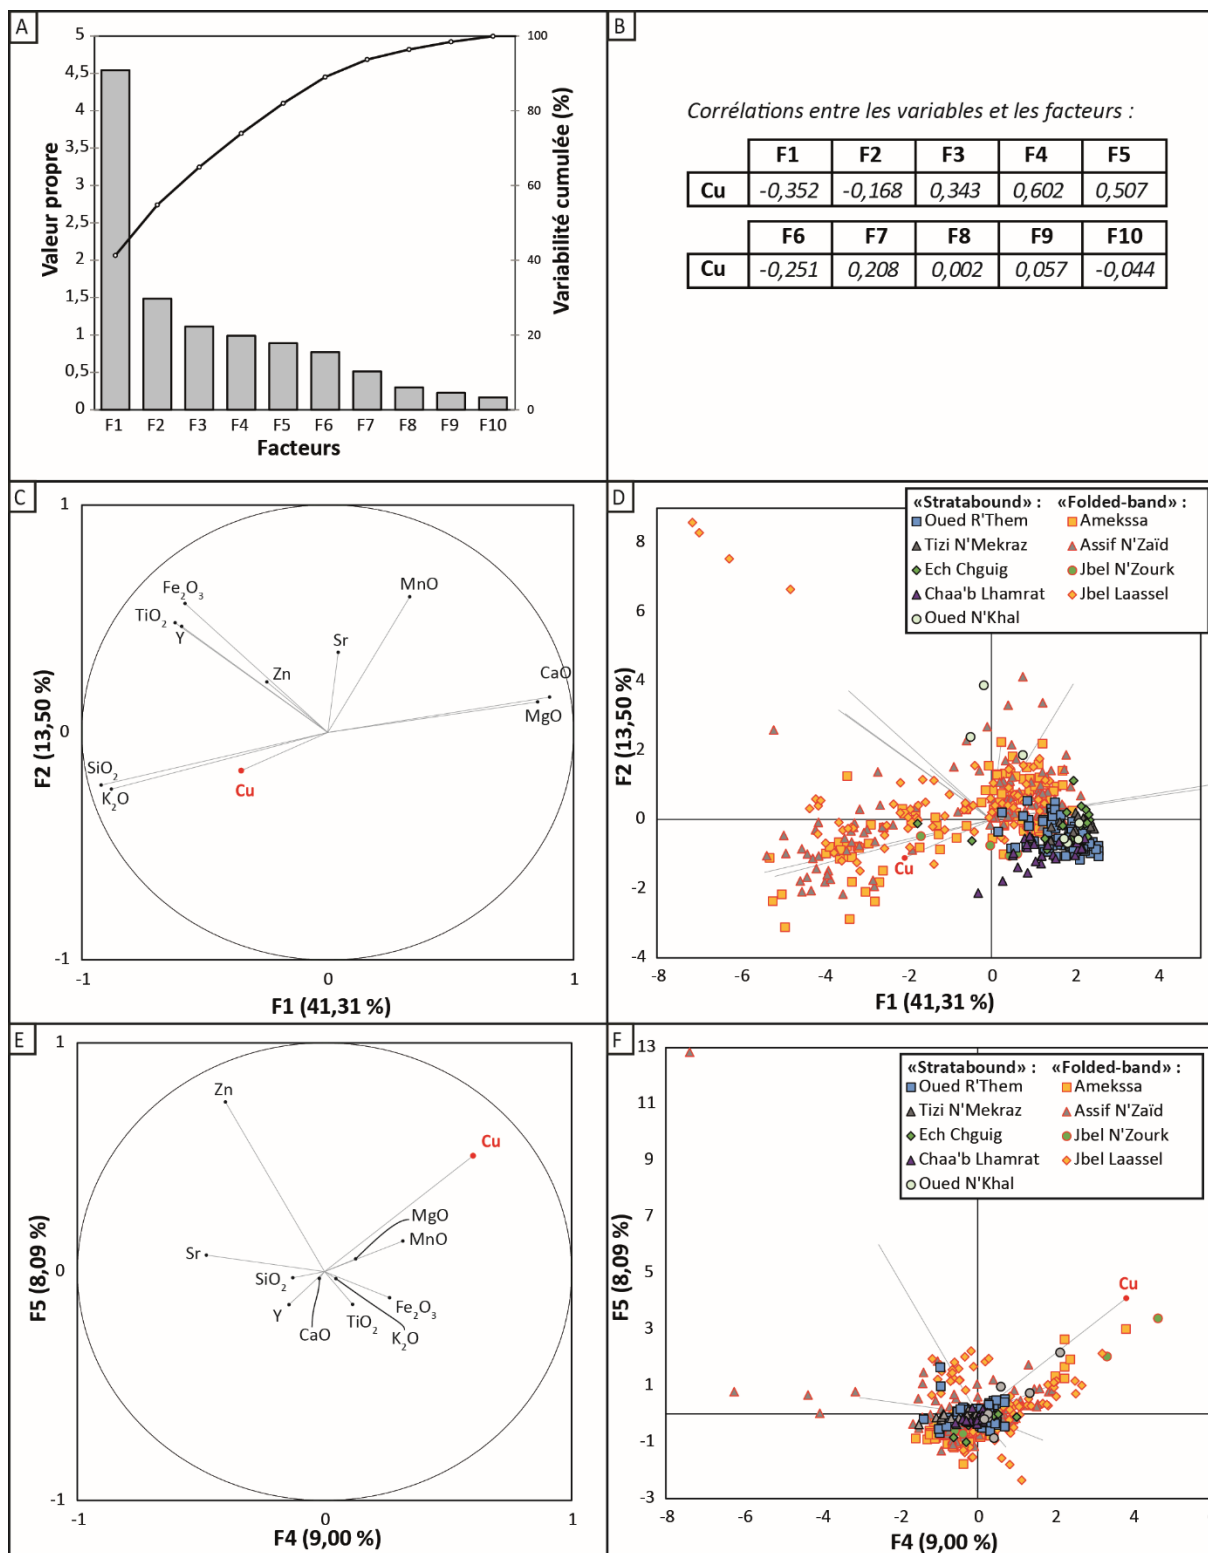 A
Valeur propre
5
4,5
4
3,5
3
2,5
2
1,5
1
0,5
0
100
80
60
40
20
0
Variabilité cumulée (%)
F1 F2 F3 F4 F5 F6 F7 F8 F9 F10
Facteurs
B
Corrélations entre les variables et les facteurs :
F1 F2 F3 F4 F5
Cu -0,352 -0,168 0,343 0,602 0,507
F6 F7 F8 F9 F10
Cu -0,251 0,208 0,002 0,057 -0,044
C
1
Fe₂O₃
MnO
TiO₂
Y
Sr
Zn
CaO
MgO
0
SiO₂
K₂O
Cu
-1
-1 0 1
F2 (13,50 %)
F1 (41,31 %)
D
«Stratabound» : «Folded-band» :
Oued R'Them Amekssa
Tizi N'Mekraz Assif N'Zaïd
Ech Chguig Jbel N'Zourk
Chaa'b Lhamrat Jbel Laassel
Oued N'Khal
8
6
4
2
0
-2
-4
Cu
-8 -6 -4 -2 0 2 4
F2 (13,50 %)
F1 (41,31 %)
E
1
Zn
Cu
MgO
MnO
Sr
0
SiO₂
Y
CaO
TiO₂
Fe₂O₃
K₂O
-1
-1 0 1
F5 (8,09 %)
F4 (9,00 %)
F
13
11
9
7
5
3
1
-1
-3
«Stratabound» : «Folded-band» :
Oued R'Them Amekssa
Tizi N'Mekraz Assif N'Zaïd
Ech Chguig Jbel N'Zourk
Chaa'b Lhamrat Jbel Laassel
Oued N'Khal
Cu
-8 -6 -4 -2 0 2 4
F5 (8,09 %)
F4 (9,00 %)